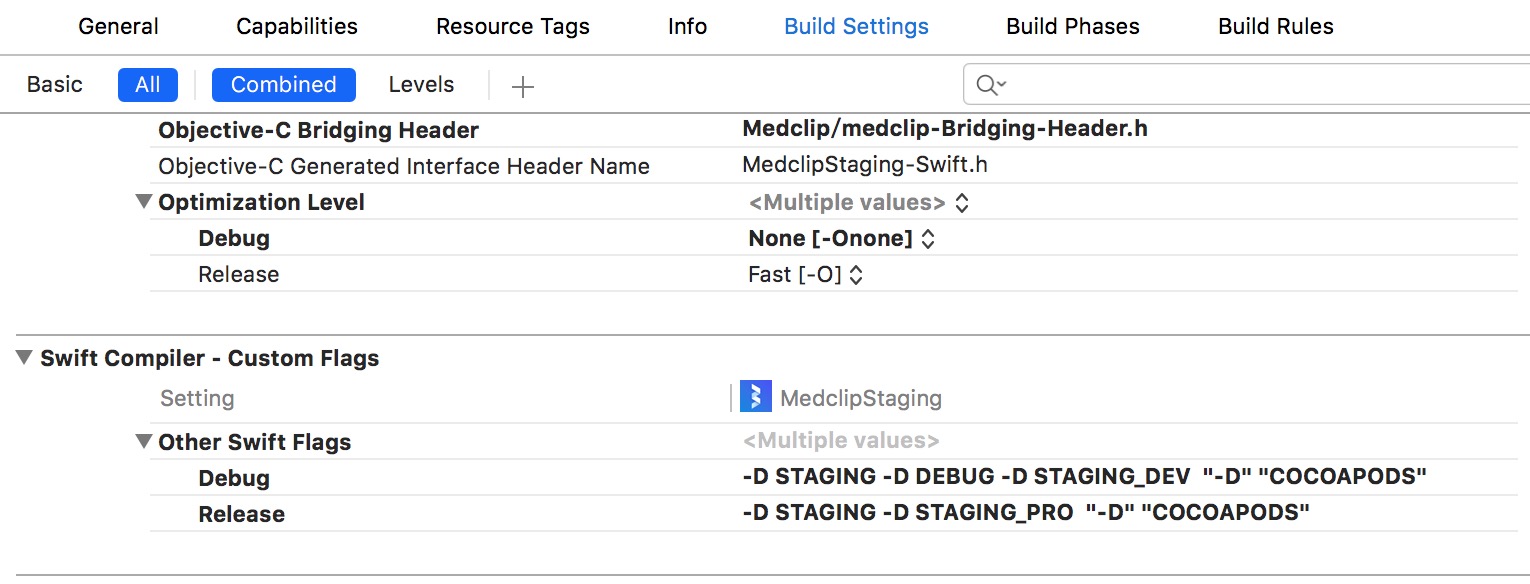 General Capabilities Resource Tags Info Build Settings Build Phases Build Rules
Basic All Combined Levels +
Objective-C Bridging Header Medclip/medclip-Bridging-Header.h
Objective-C Generated Interface Header Name MedclipStaging-Swift.h
Optimization Level <Multiple values>
Debug None [-Onone]
Release Fast [-O]
Swift Compiler - Custom Flags
Setting MedclipStaging
Other Swift Flags <Multiple values>
Debug -D STAGING -D DEBUG -D STAGING_DEV "-D" "COCOAPODS"
Release -D STAGING -D STAGING_PRO "-D" "COCOAPODS"